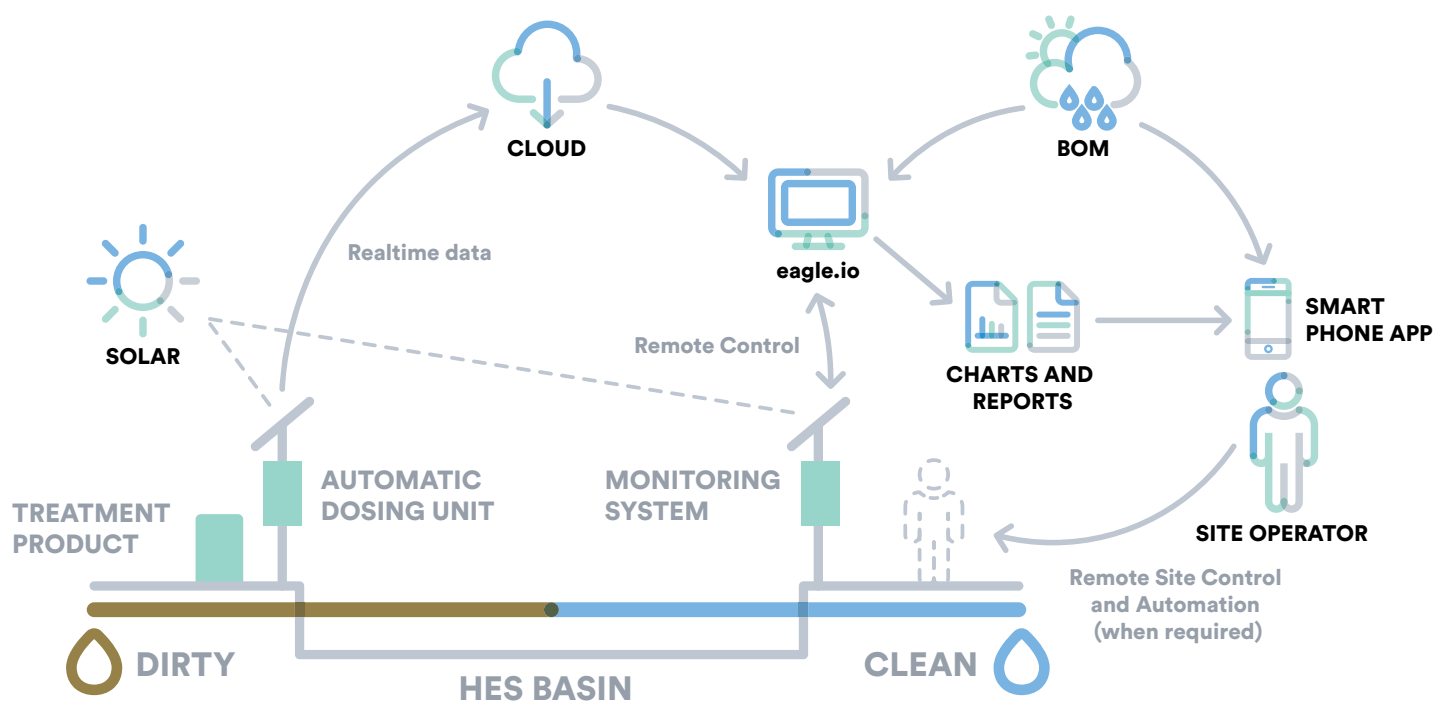 CLOUD
BOM
Realtime data
eagle.io
SOLAR
Remote Control
SMART
PHONE APP
CHARTS AND
REPORTS
AUTOMATIC
DOSING UNIT
MONITORING
SYSTEM
TREATMENT
PRODUCT
SITE OPERATOR
Remote Site Control
and Automation
(when required)
DIRTY
CLEAN
HES BASIN